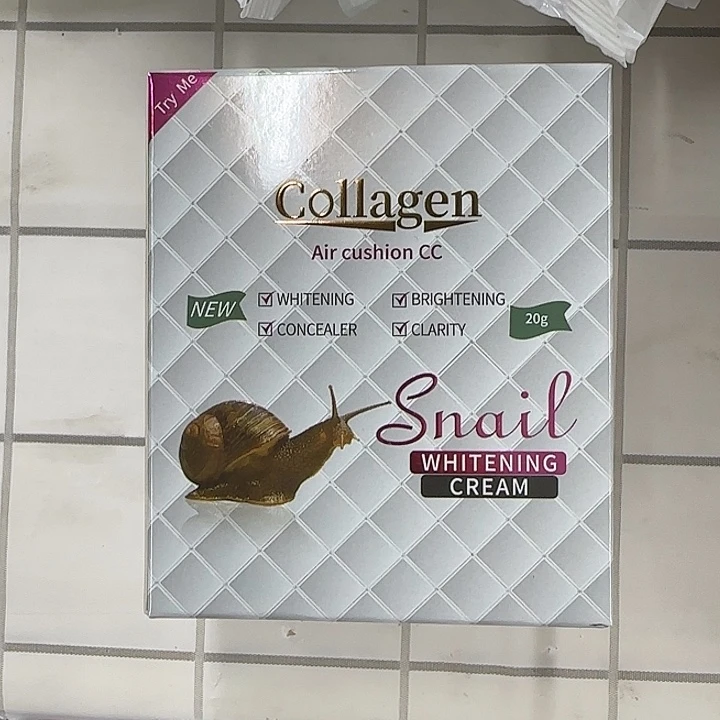 Try Me
Collagen
Air cushion CC
NEW
WHITENING
BRIGHTENING
CONCEALER
CLARITY
20g
Snail
WHITENING
CREAM